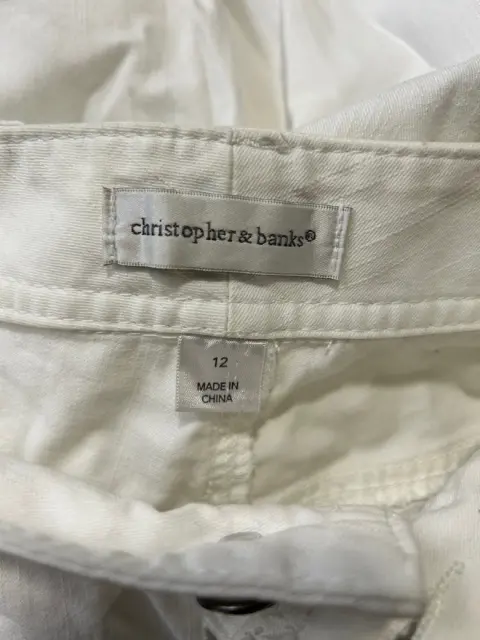 christopher & banks®
12
MADE IN
CHINA